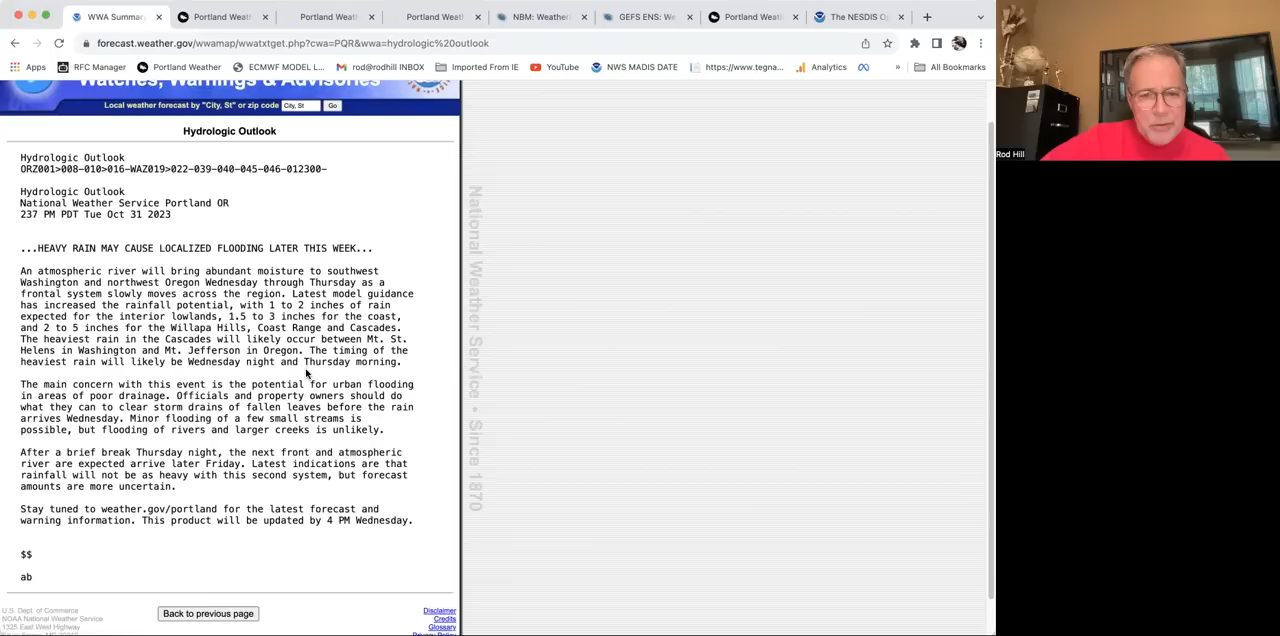 WWA Summar
Portland Weat
Portland Weat
Portland Weat
NBM: Weather
GEFS ENS: We
Portland Weat
The NESDIS Op
forecast.weather.gov/wwamap/wwatxtget.php?cwa=PQR&wwa=hydrologic%20outlook
Apps
RFC Manager
Portland Weather
ECMWF MODEL L...
rod@rodhill INBOX
Imported From IE
YouTube
NWS MADIS DATE
https://www.tsena...
Analytics
»
All Bookmarks
Watches, Warnings & Advisories
Local weather forecast by "City, St" or zip code City, St Go
Hydrologic Outlook
Hydrologic Outlook
ORZ001>008-010>016-WAZ019>022-039-040-045-046-012300-
Hydrologic Outlook
National Weather Service Portland OR
237 PM PDT Tue Oct 31 2023
...HEAVY RAIN MAY CAUSE LOCALIZED FLOODING LATER THIS WEEK...
An atmospheric river will bring abundant moisture to southwest
Washington and northwest Oregon Wednesday through Thursday as a
frontal system slowly moves across the region. Latest model guidance
has increased the rainfall potential, with 1 to 2 inches of rain
expected for the interior lowlands, 1.5 to 3 inches for the coast,
and 2 to 5 inches for the Willapa Hills, Coast Range and Cascades.
The heaviest rain in the Cascades will likely occur between Mt. St.
Helens in Washington and Mt. Jefferson in Oregon. The timing of the
heaviest rain will likely be Wednesday night and Thursday morning.
The main concern with this event is the potential for urban flooding
in areas of poor drainage. Officials and property owners should do
what they can to clear storm drains of fallen leaves before the rain
arrives Wednesday. Minor flooding of a few small streams is
possible, but flooding of rivers and larger creeks is unlikely.
After a brief break Thursday night, the next front and atmospheric
river are expected arrive later Friday. Latest indications are that
rainfall will not be as heavy with this second system, but forecast
amounts are more uncertain.
Stay tuned to weather.gov/portland for the latest forecast and
warning information. This product will be updated by 4 PM Wednesday.
$$
ab
U.S. Dept. of Commerce
NOAA National Weather Service
1325 East West Highway
Back to previous page
Disclaimer
Credits
Glossary
National Weather Service * Since 1870
Rod Hill